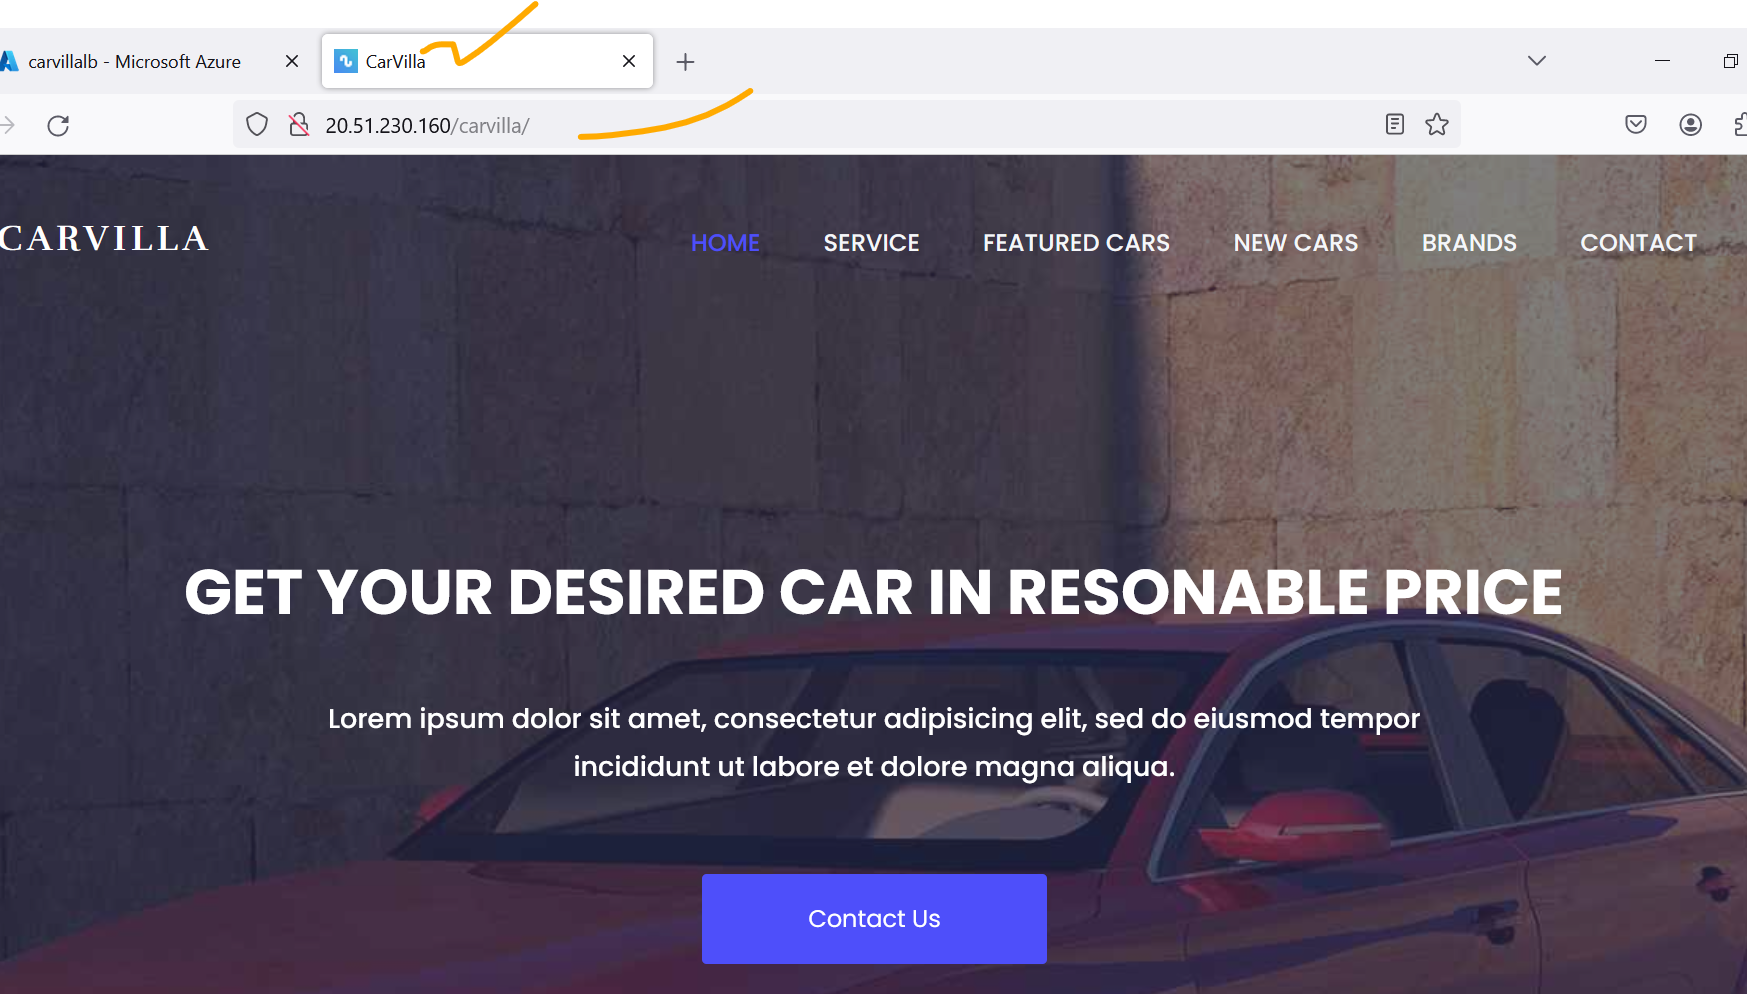 carvillalb - Microsoft Azure
CarVilla
20.51.230.160/carvilla/
CARVILLA
HOME SERVICE FEATURED CARS NEW CARS BRANDS CONTACT
GET YOUR DESIRED CAR IN RESONABLE PRICE
Lorem ipsum dolor sit amet, consectetur adipisicing elit, sed do eiusmod tempor
incididunt ut labore et dolore magna aliqua.
Contact Us